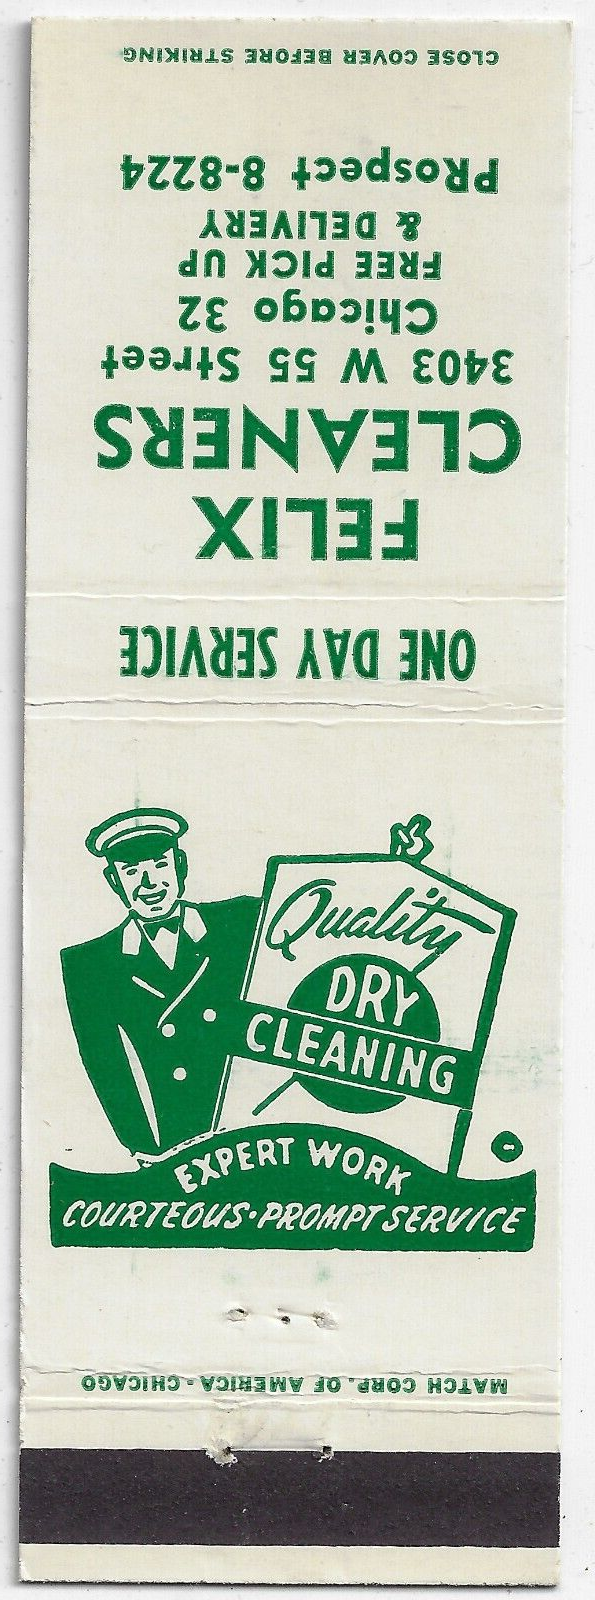 CLOSE COVER BEFORE STRIKING
FELIX
CLEANERS
3403 W 55 Street
Chicago 32
FREE PICK UP
& DELIVERY
PRospect 8-8224
ONE DAY SERVICE
Quality
DRY
CLEANING
EXPERT WORK
COURTEOUS·PROMPT SERVICE
MATCH CORP. OF AMERICA - CHICAGO